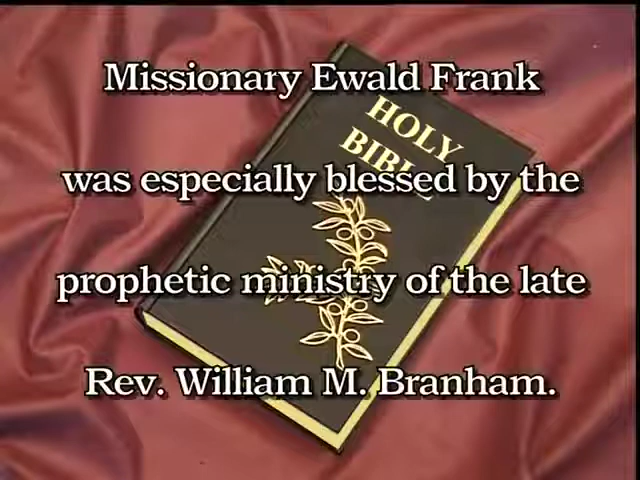 Missionary Ewald Frank
HOLY
BIBLE
was especially blessed by the
prophetic ministry of the late
Rev. William M. Branham.